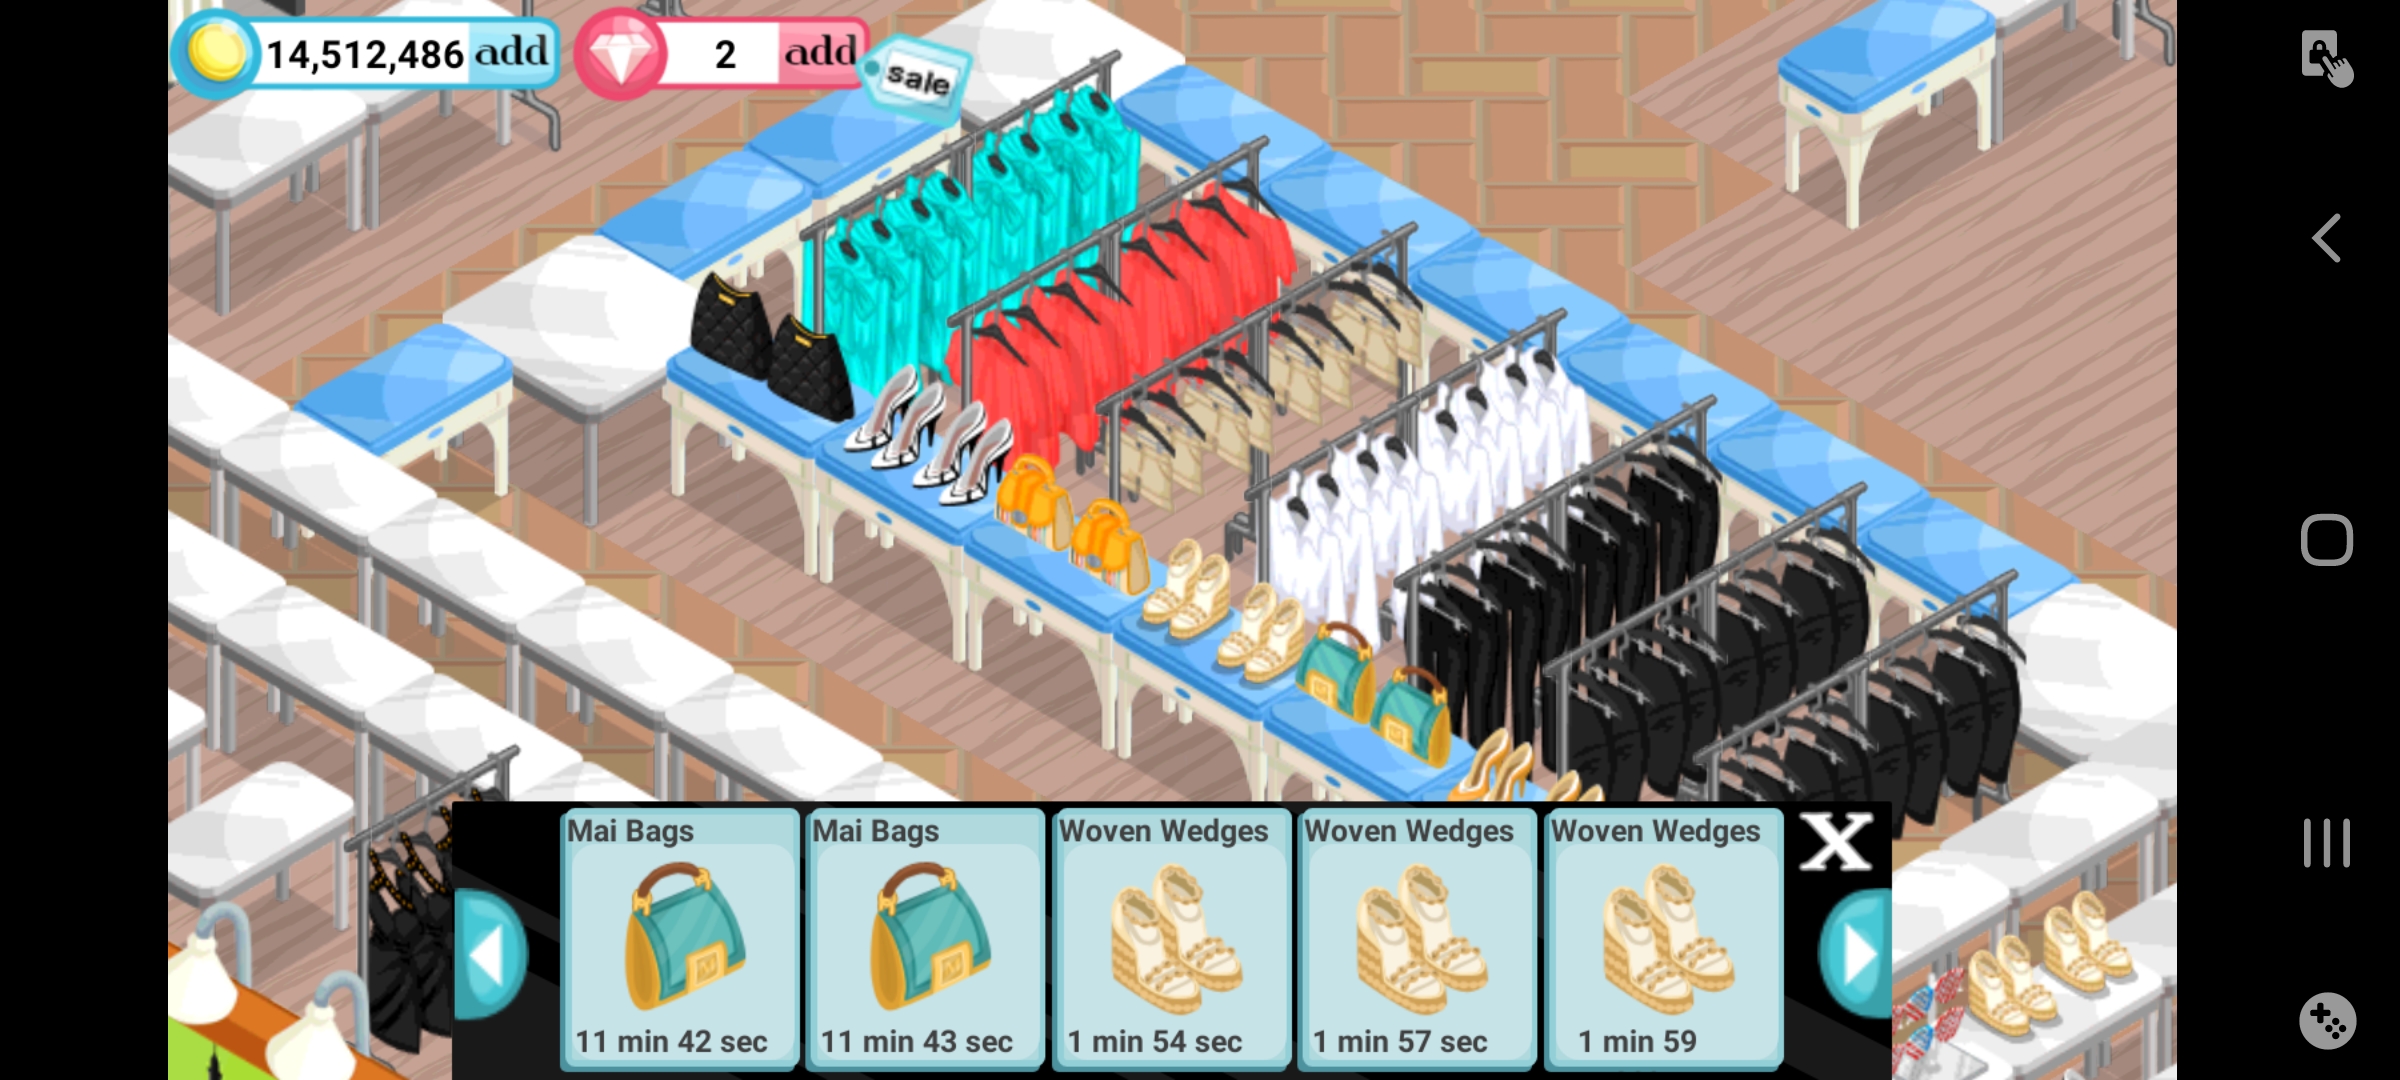 14,512,486 add
2 add
sale
Mai Bags
11 min 42 sec
Mai Bags
11 min 43 sec
Woven Wedges
1 min 54 sec
Woven Wedges
1 min 57 sec
Woven Wedges
1 min 59
X